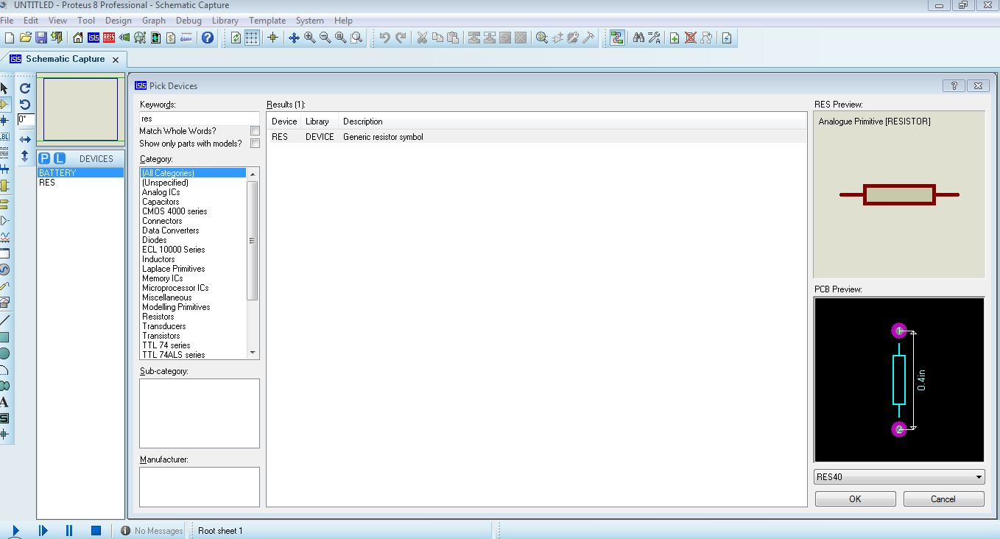 UNTITLED - Proteus 8 Professional - Schematic Capture
File Edit View Tool Design Graph Debug Library Template System Help
Schematic Capture
Pick Devices
Keywords:
res
Match Whole Words?
Show only parts with models?
Category:
(All Categories)
(Unspecified)
Analog ICs
Capacitors
CMOS 4000 series
Connectors
Data Converters
Diodes
ECL 10000 Series
Inductors
Laplace Primitives
Memory ICs
Microprocessor ICs
Miscellaneous
Modelling Primitives
Resistors
Transducers
Transistors
TTL 74 series
TTL 74ALS series
Sub-category:
Manufacturer:
Results (1):
Device Library Description
RES DEVICE Generic resistor symbol
RES Preview:
Analogue Primitive [RESISTOR]
PCB Preview:
1
0.4in
2
RES40
OK Cancel
0°
P L DEVICES
BATTERY
RES
No Messages Root sheet 1